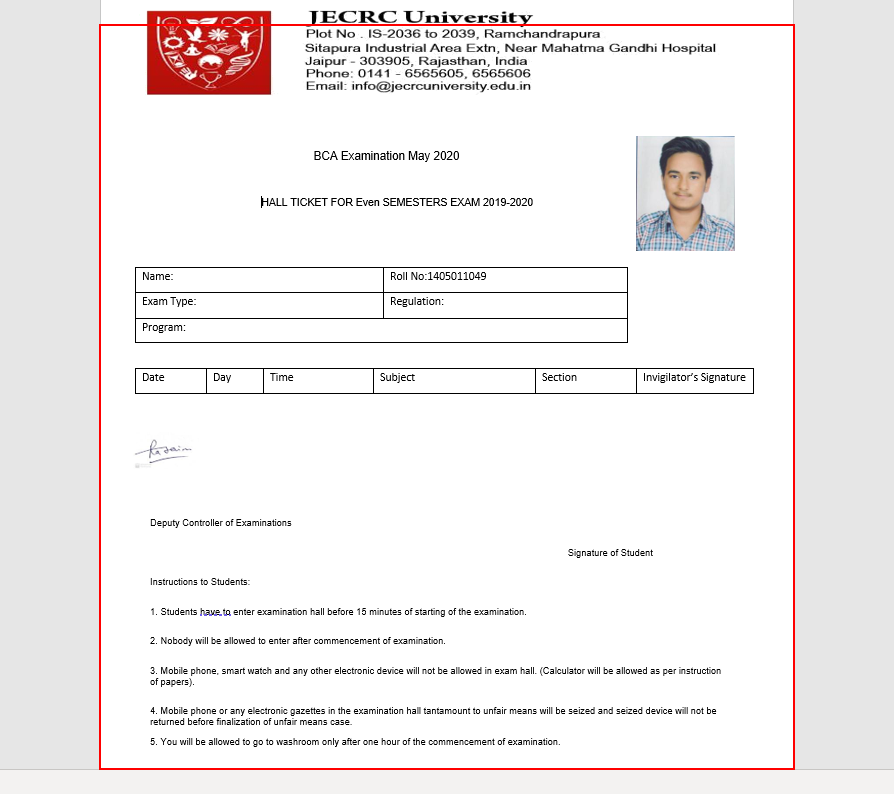 JECRC University
Plot No . IS-2036 to 2039, Ramchandrapura
Sitapura Industrial Area Extn, Near Mahatma Gandhi Hospital
Jaipur - 303905, Rajasthan, India
Phone: 0141 - 6565605, 6565606
Email: info@jecrcuniversity.edu.in
BCA Examination May 2020
HALL TICKET FOR Even SEMESTERS EXAM 2019-2020
Name: Roll No:1405011049
Exam Type: Regulation:
Program:
Date Day Time Subject Section Invigilator's Signature
Deputy Controller of Examinations
Signature of Student
Instructions to Students:
1. Students have to enter examination hall before 15 minutes of starting of the examination.
2. Nobody will be allowed to enter after commencement of examination.
3. Mobile phone, smart watch and any other electronic device will not be allowed in exam hall. (Calculator will be allowed as per instruction
of papers).
4. Mobile phone or any electronic gazettes in the examination hall tantamount to unfair means will be seized and seized device will not be
returned before finalization of unfair means case.
5. You will be allowed to go to washroom only after one hour of the commencement of examination.